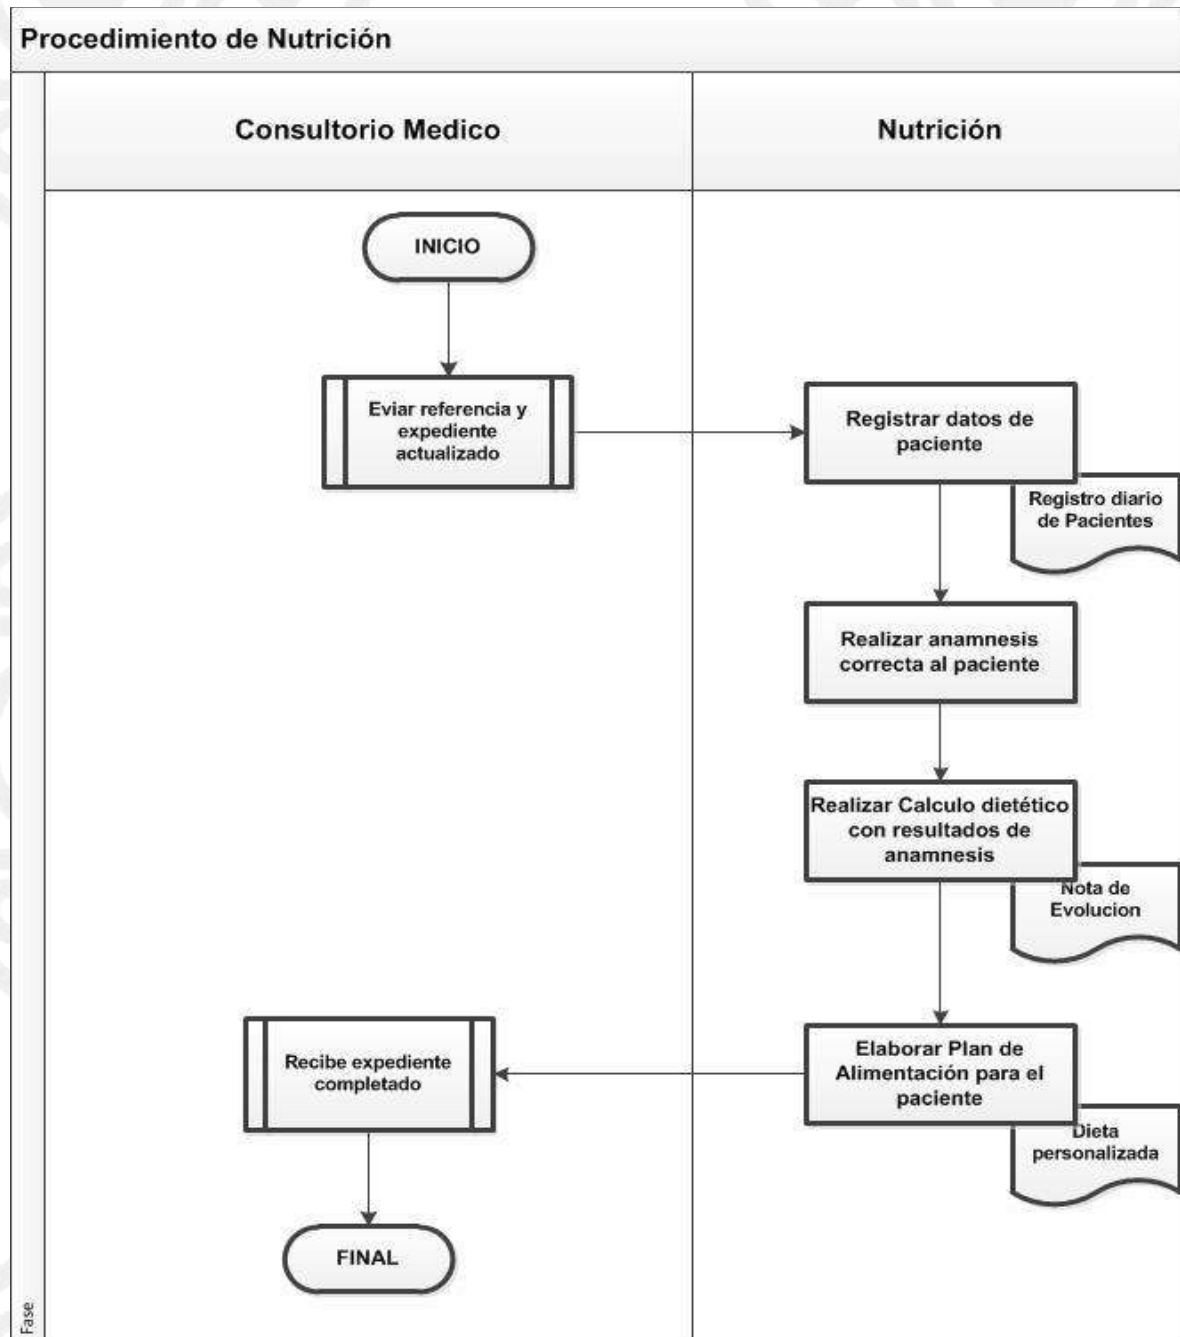 Procedimiento de Nutrición
Consultorio Medico
Nutrición
INICIO
Eviar referencia y
expediente
actualizado
Registrar datos de
paciente
Registro diario
de Pacientes
Realizar anamnesis
correcta al paciente
Realizar Calculo dietético
con resultados de
anamnesis
Nota de
Evolucion
Elaborar Plan de
Alimentación para el
paciente
Dieta
personalizada
Recibe expediente
completado
FINAL
Fase